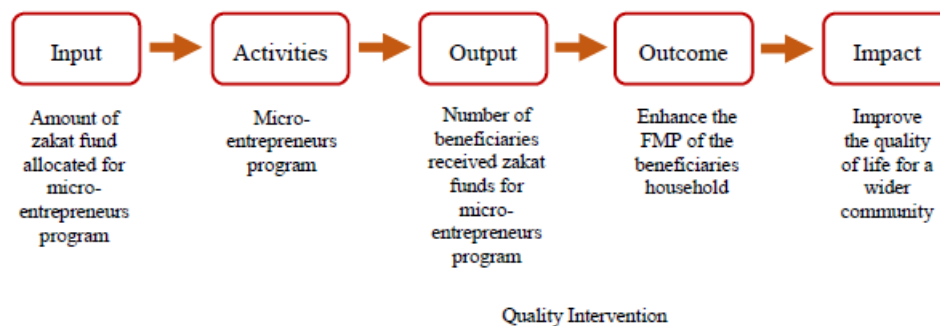 Input
Activities
Output
Outcome
Impact
Amount of
zakat fund
allocated for
micro-
entrepreneurs
program
Micro-
entrepreneurs
program
Number of
beneficiaries
received zakat
funds for
micro-
entrepreneurs
program
Enhance the
FMP of the
beneficiaries
household
Improve
the quality
of life for a
wider
community
Quality Intervention